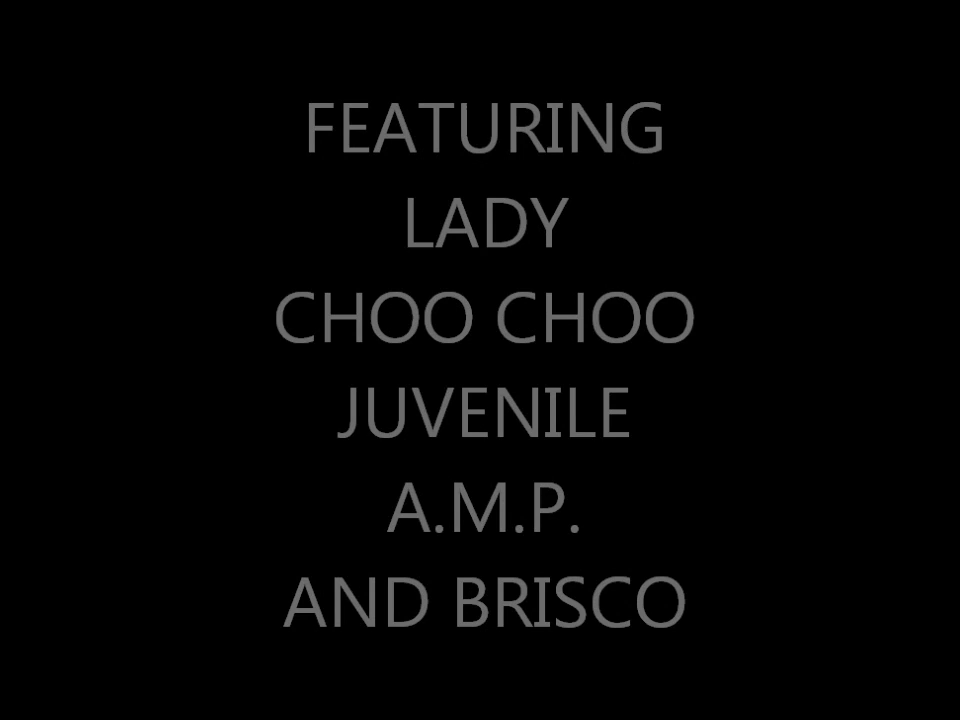 FEATURING
LADY
CHOO CHOO
JUVENILE
A.M.P.
AND BRISCO